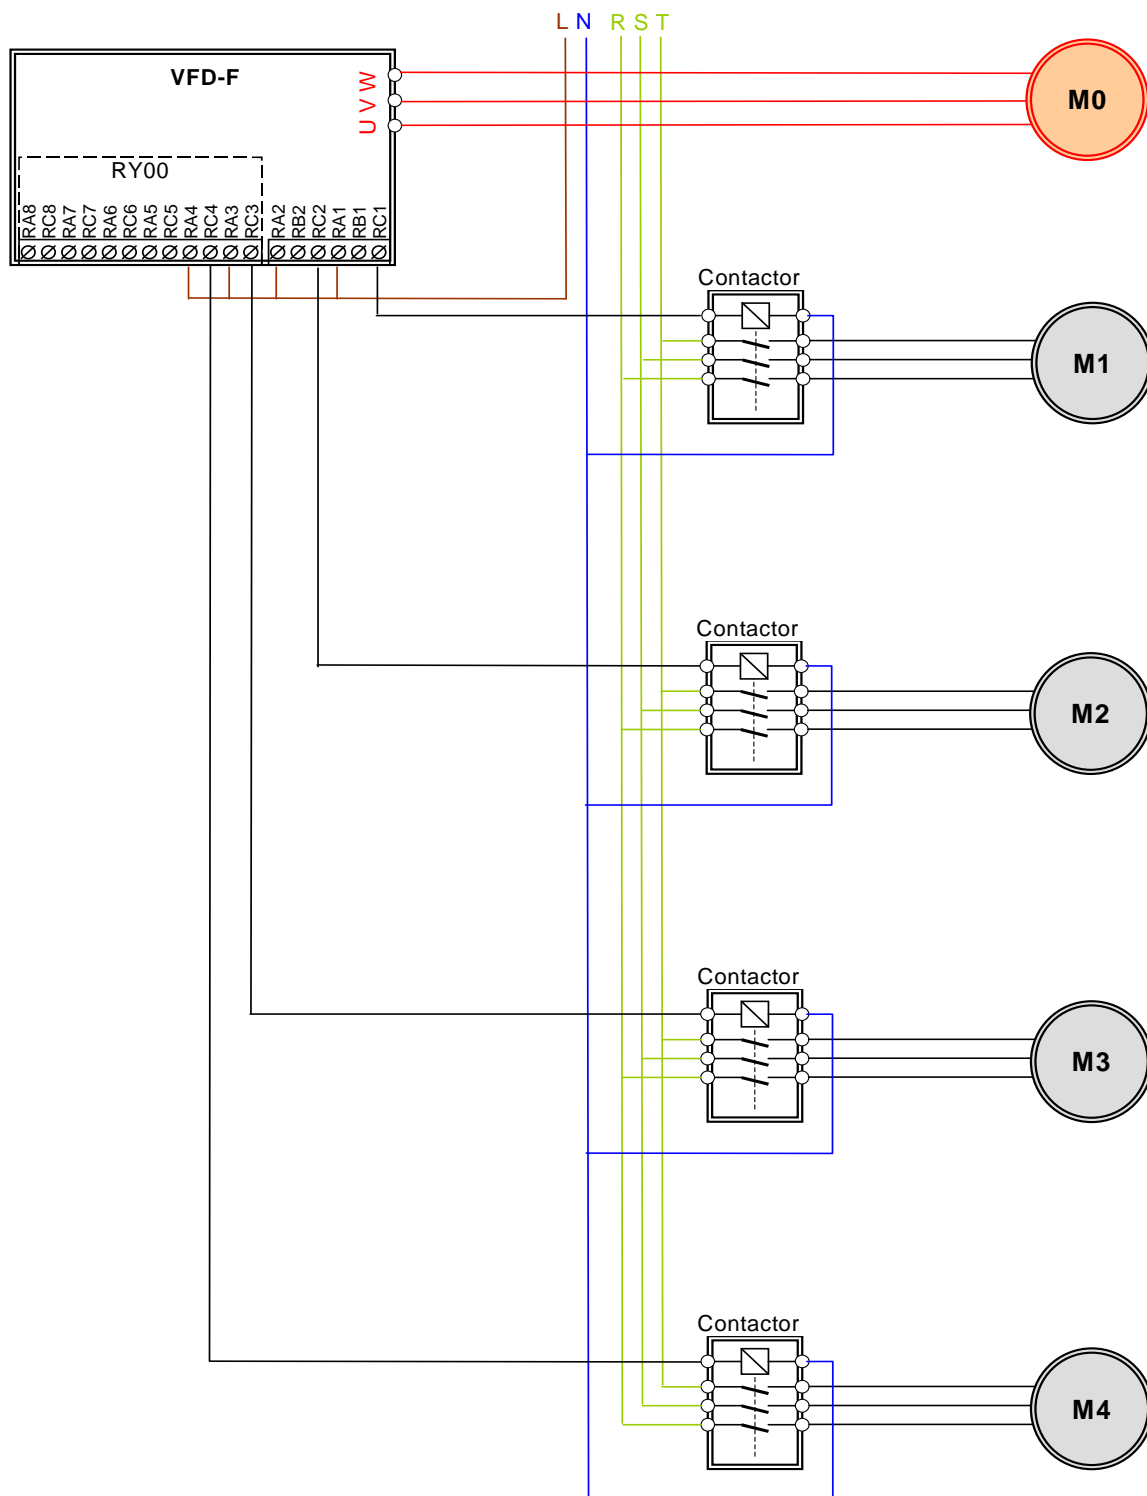 L N R S T
VFD-F
U V W
M0
RY00
RA8 RC8 RA7 RC7 RA6 RC6 RA5 RC5 RA4 RC4 RA3 RC3 RA2 RB2 RC2 RA1 RB1 RC1
Contactor
M1
Contactor
M2
Contactor
M3
Contactor
M4